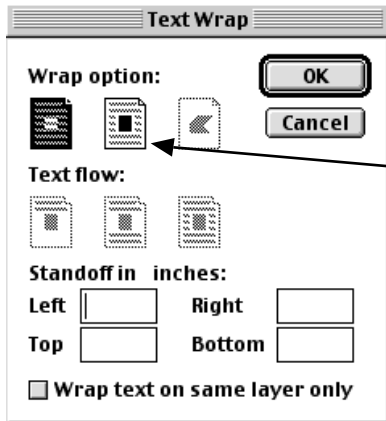 Text Wrap
Wrap option:
OK
Cancel
Text flow:
Standoff in inches:
Left Right
Top Bottom
Wrap text on same layer only